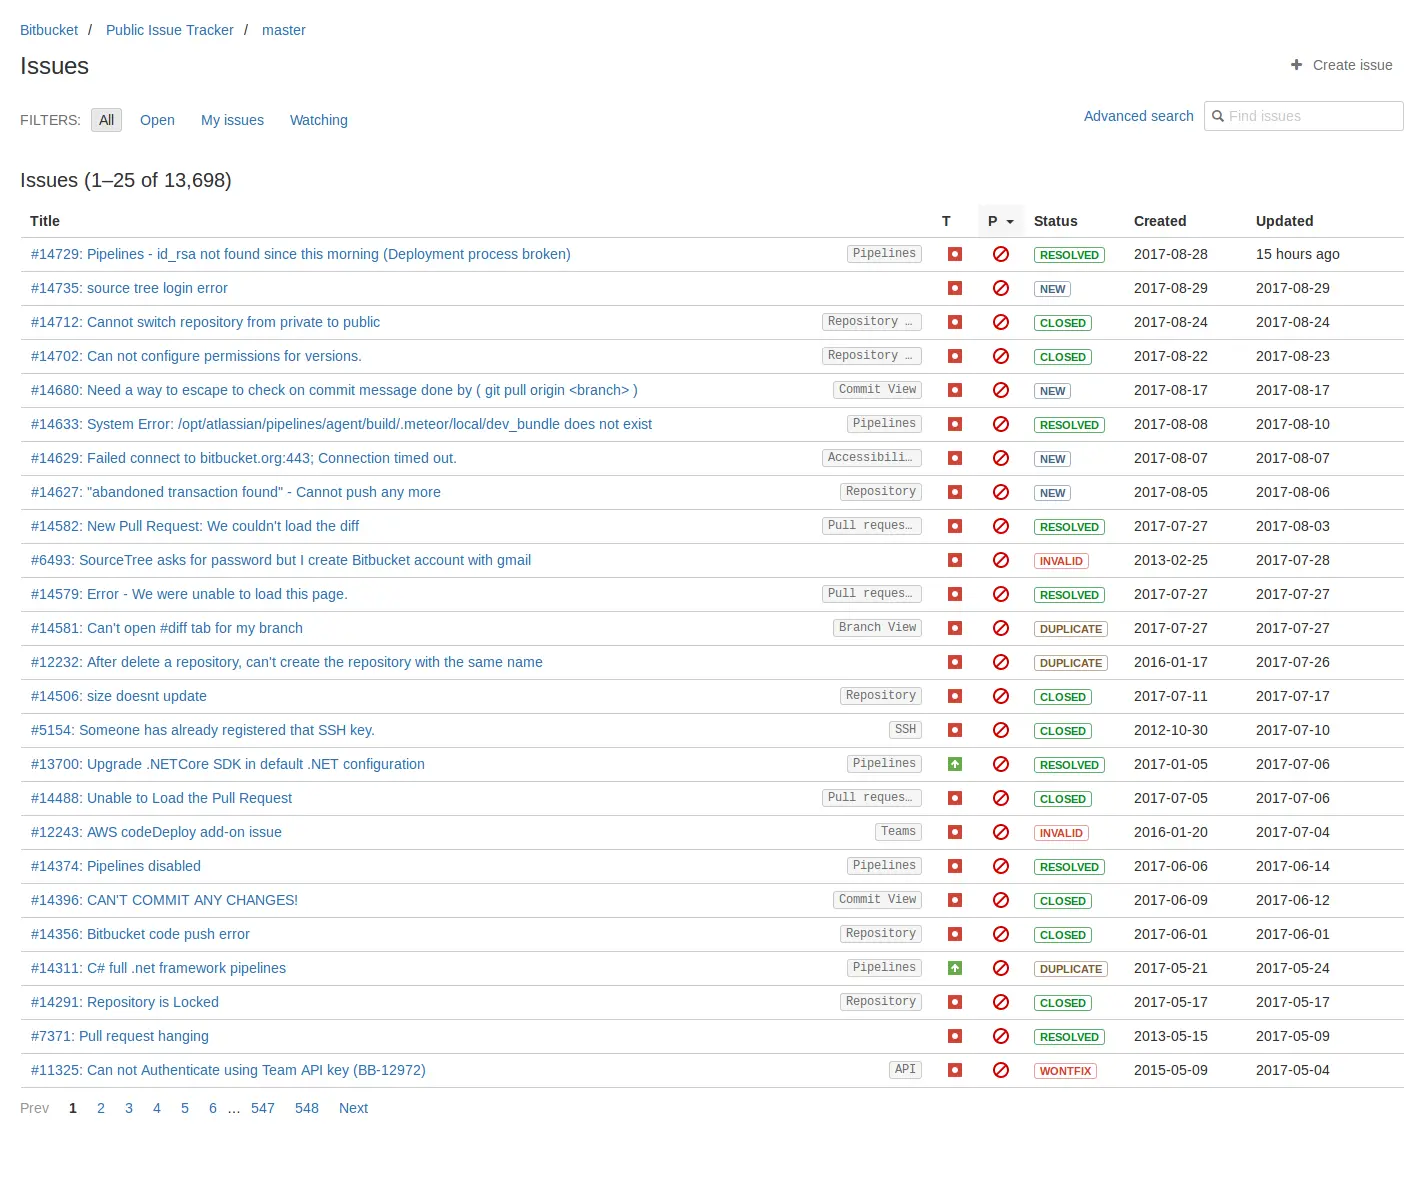 Bitbucket / Public Issue Tracker / master
Issues
Create issue
FILTERS: All Open My issues Watching
Advanced search Find issues
Issues (1–25 of 13,698)
Title T P Status Created Updated
#14729: Pipelines - id_rsa not found since this morning (Deployment process broken) Pipelines RESOLVED 2017-08-28 15 hours ago
#14735: source tree login error NEW 2017-08-29 2017-08-29
#14712: Cannot switch repository from private to public Repository … CLOSED 2017-08-24 2017-08-24
#14702: Can not configure permissions for versions. Repository … CLOSED 2017-08-22 2017-08-23
#14680: Need a way to escape to check on commit message done by ( git pull origin <branch> ) Commit View NEW 2017-08-17 2017-08-17
#14633: System Error: /opt/atlassian/pipelines/agent/build/.meteor/local/dev_bundle does not exist Pipelines RESOLVED 2017-08-08 2017-08-10
#14629: Failed connect to bitbucket.org:443; Connection timed out. Accessibili… NEW 2017-08-07 2017-08-07
#14627: "abandoned transaction found" - Cannot push any more Repository NEW 2017-08-05 2017-08-06
#14582: New Pull Request: We couldn't load the diff Pull reques… RESOLVED 2017-07-27 2017-08-03
#6493: SourceTree asks for password but I create Bitbucket account with gmail INVALID 2013-02-25 2017-07-28
#14579: Error - We were unable to load this page. Pull reques… RESOLVED 2017-07-27 2017-07-27
#14581: Can't open #diff tab for my branch Branch View DUPLICATE 2017-07-27 2017-07-27
#12232: After delete a repository, can't create the repository with the same name DUPLICATE 2016-01-17 2017-07-26
#14506: size doesnt update Repository CLOSED 2017-07-11 2017-07-17
#5154: Someone has already registered that SSH key. SSH CLOSED 2012-10-30 2017-07-10
#13700: Upgrade .NETCore SDK in default .NET configuration Pipelines RESOLVED 2017-01-05 2017-07-06
#14488: Unable to Load the Pull Request Pull reques… CLOSED 2017-07-05 2017-07-06
#12243: AWS codeDeploy add-on issue Teams INVALID 2016-01-20 2017-07-04
#14374: Pipelines disabled Pipelines RESOLVED 2017-06-06 2017-06-14
#14396: CAN'T COMMIT ANY CHANGES! Commit View CLOSED 2017-06-09 2017-06-12
#14356: Bitbucket code push error Repository CLOSED 2017-06-01 2017-06-01
#14311: C# full .net framework pipelines Pipelines DUPLICATE 2017-05-21 2017-05-24
#14291: Repository is Locked Repository CLOSED 2017-05-17 2017-05-17
#7371: Pull request hanging RESOLVED 2013-05-15 2017-05-09
#11325: Can not Authenticate using Team API key (BB-12972) API WONTFIX 2015-05-09 2017-05-04
Prev 1 2 3 4 5 6 … 547 548 Next